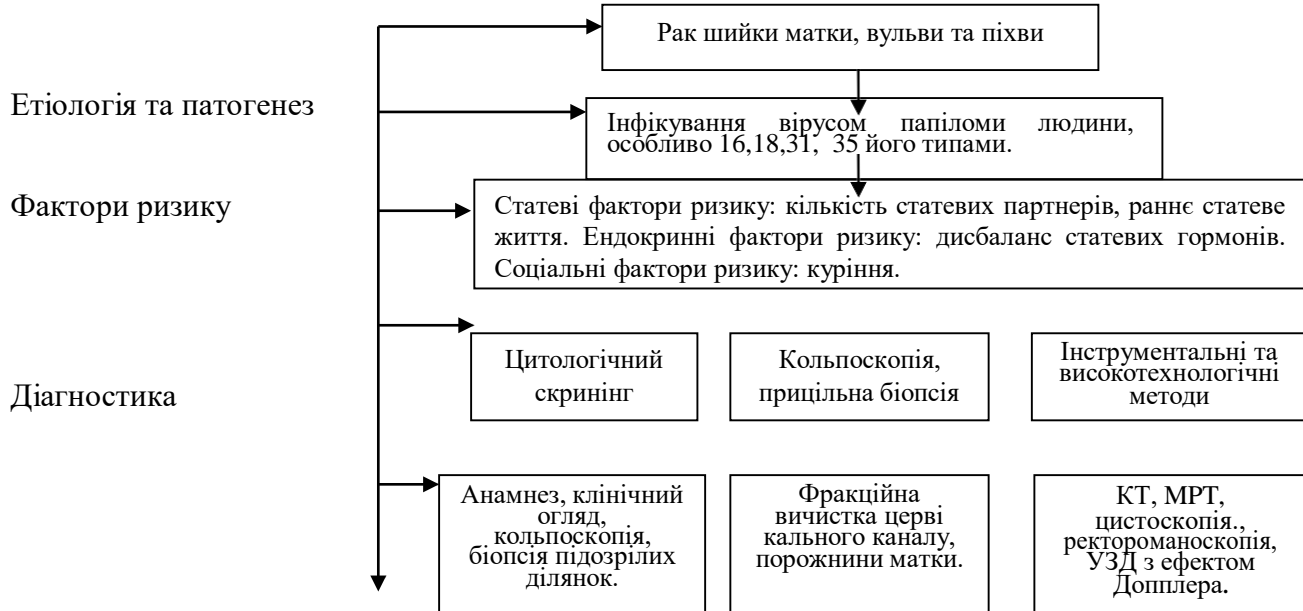 Рак шийки матки, вульви та піхви
Етіологія та патогенез
Інфікування вірусом папіломи людини,
особливо 16,18,31, 35 його типами.
Фактори ризику
Статеві фактори ризику: кількість статевих партнерів, раннє статеве
життя. Ендокринні фактори ризику: дисбаланс статевих гормонів.
Соціальні фактори ризику: куріння.
Діагностика
Цитологічний
скринінг
Кольпоскопія,
прицільна біопсія
Інструментальні та
високотехнологічні
методи
Анамнез, клінічний
огляд,
кольпоскопія,
біопсія підозрілих
ділянок.
Фракційна
вичистка церві
кального каналу,
порожнини матки.
КТ, МРТ,
цистоскопія.,
ректороманоскопія,
УЗД з ефектом
Допплера.